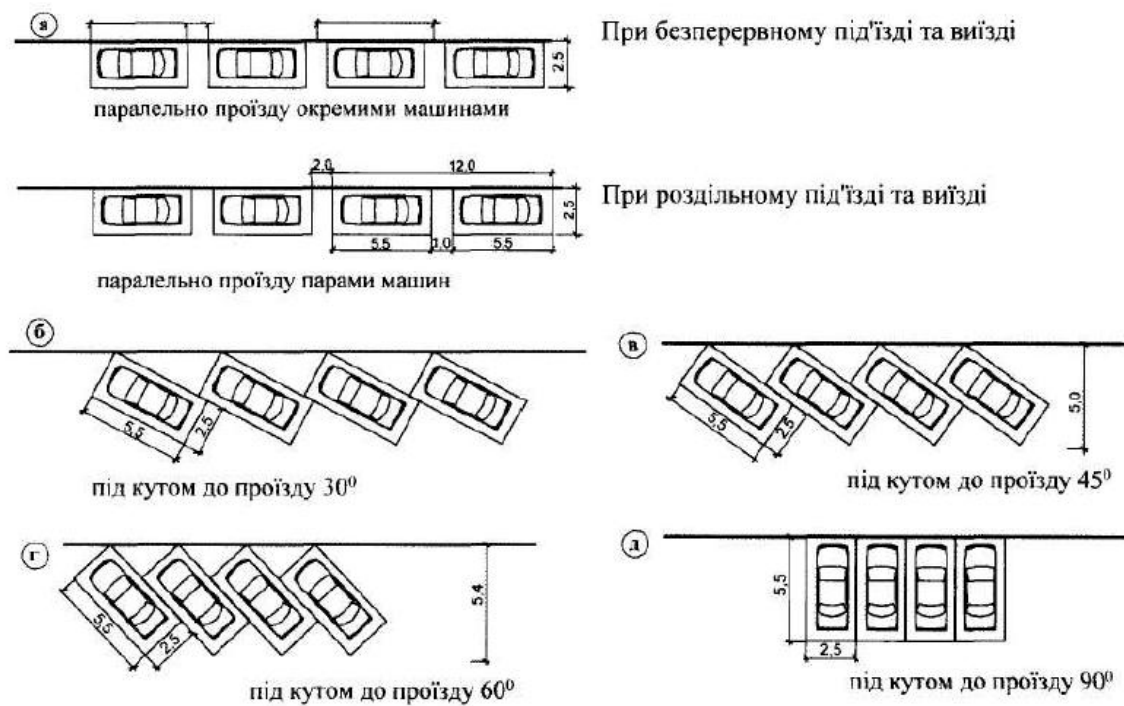 а
При безперервному під'їзді та виїзді
2.5
паралельно проїзду окремими машинами
2.0
12.0
При роздільному під'їзді та виїзді
2.5
5.5
1.0
5.5
паралельно проїзду парами машин
б
5,5
2,5
під кутом до проїзду 30⁰
в
5,5
2,5
5,0
під кутом до проїзду 45⁰
г
5,5
2,5
5,4
під кутом до проїзду 60⁰
д
5,5
2,5
під кутом до проїзду 90⁰